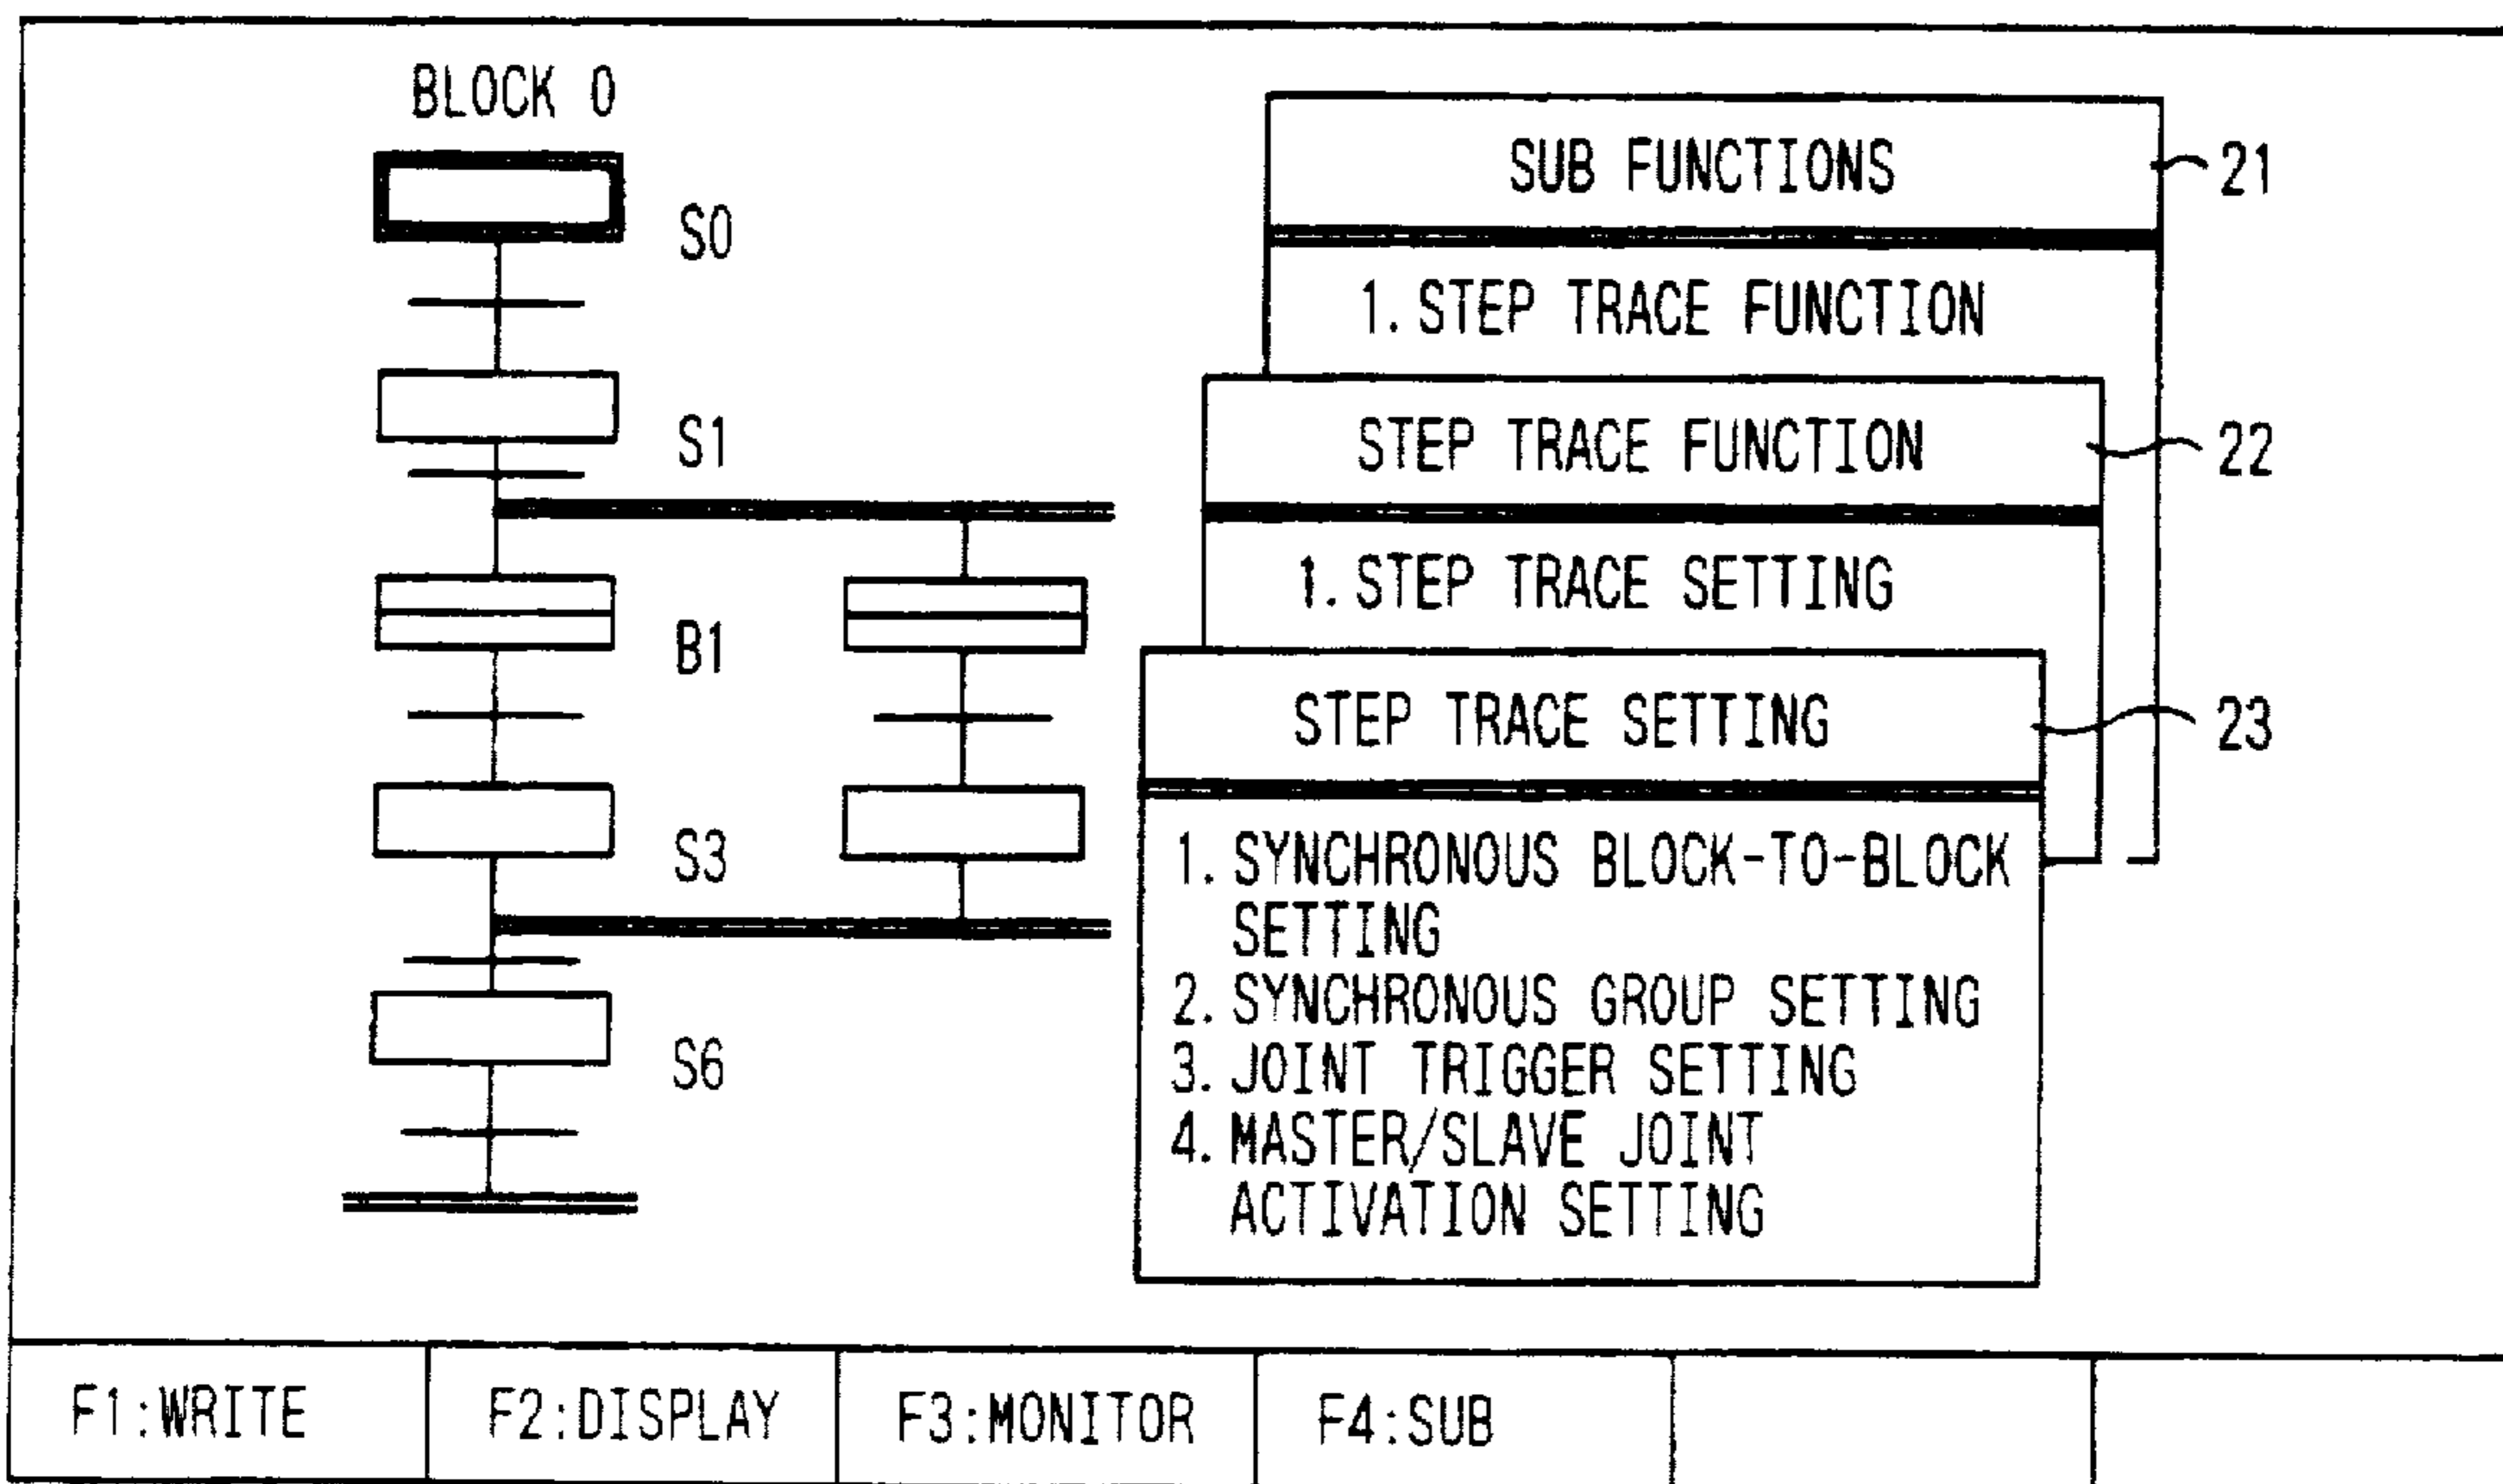 BLOCK 0
S0
S1
B1
S3
S6
SUB FUNCTIONS
21
1. STEP TRACE FUNCTION
STEP TRACE FUNCTION
22
1. STEP TRACE SETTING
STEP TRACE SETTING
23
1. SYNCHRONOUS BLOCK-TO-BLOCK
SETTING
2. SYNCHRONOUS GROUP SETTING
3. JOINT TRIGGER SETTING
4. MASTER/SLAVE JOINT
ACTIVATION SETTING
F1:WRITE
F2:DISPLAY
F3:MONITOR
F4:SUB